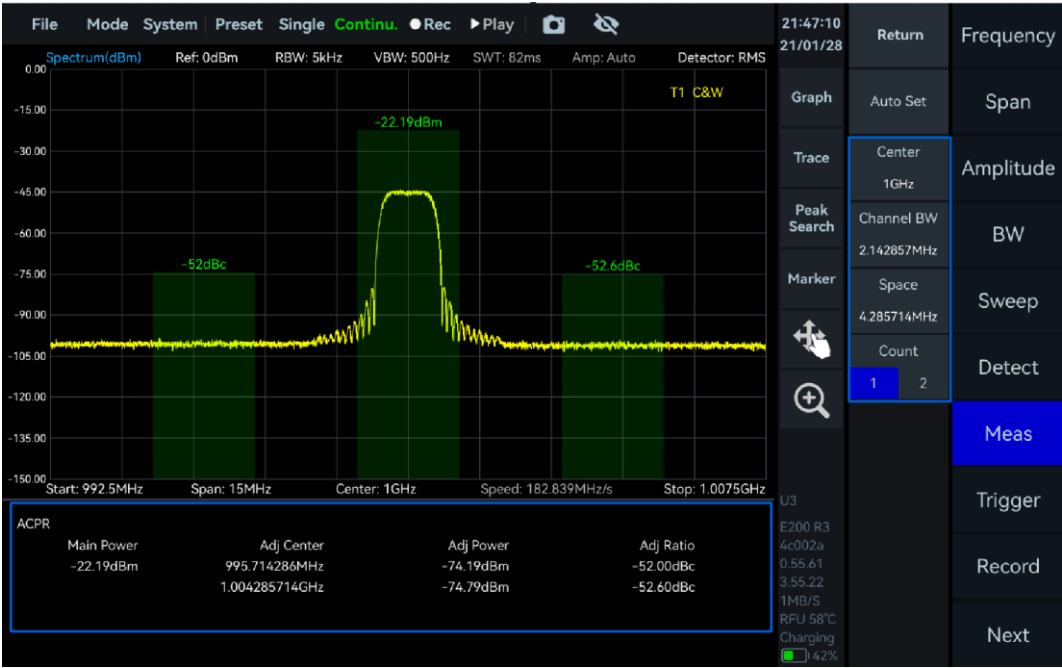 File Mode System Preset Single Continu. Rec Play
Spectrum(dBm) Ref: 0dBm RBW: 5kHz VBW: 500Hz SWT: 82ms Amp: Auto Detector: RMS
T1 C&W
0.00
-15.00
-30.00
-45.00
-60.00
-75.00
-90.00
-105.00
-120.00
-135.00
-150.00
-22.19dBm
-52dBc
-52.6dBc
Start: 992.5MHz Span: 15MHz Center: 1GHz Speed: 182.839MHz/s Stop: 1.0075GHz
ACPR
Main Power Adj Center Adj Power Adj Ratio
-22.19dBm 995.714286MHz -74.19dBm -52.00dBc
1.004285714GHz -74.79dBm -52.60dBc
21:47:10
21/01/28
Graph
Trace
Peak
Search
Marker
U3
E200 R3
4c002a
0.55.61
3.55.22
1MB/S
RFU 58℃
Charging
42%
Return
Auto Set
Center
1GHz
Channel BW
2.142857MHz
Space
4.285714MHz
Count
1 2
Frequency
Span
Amplitude
BW
Sweep
Detect
Meas
Trigger
Record
Next